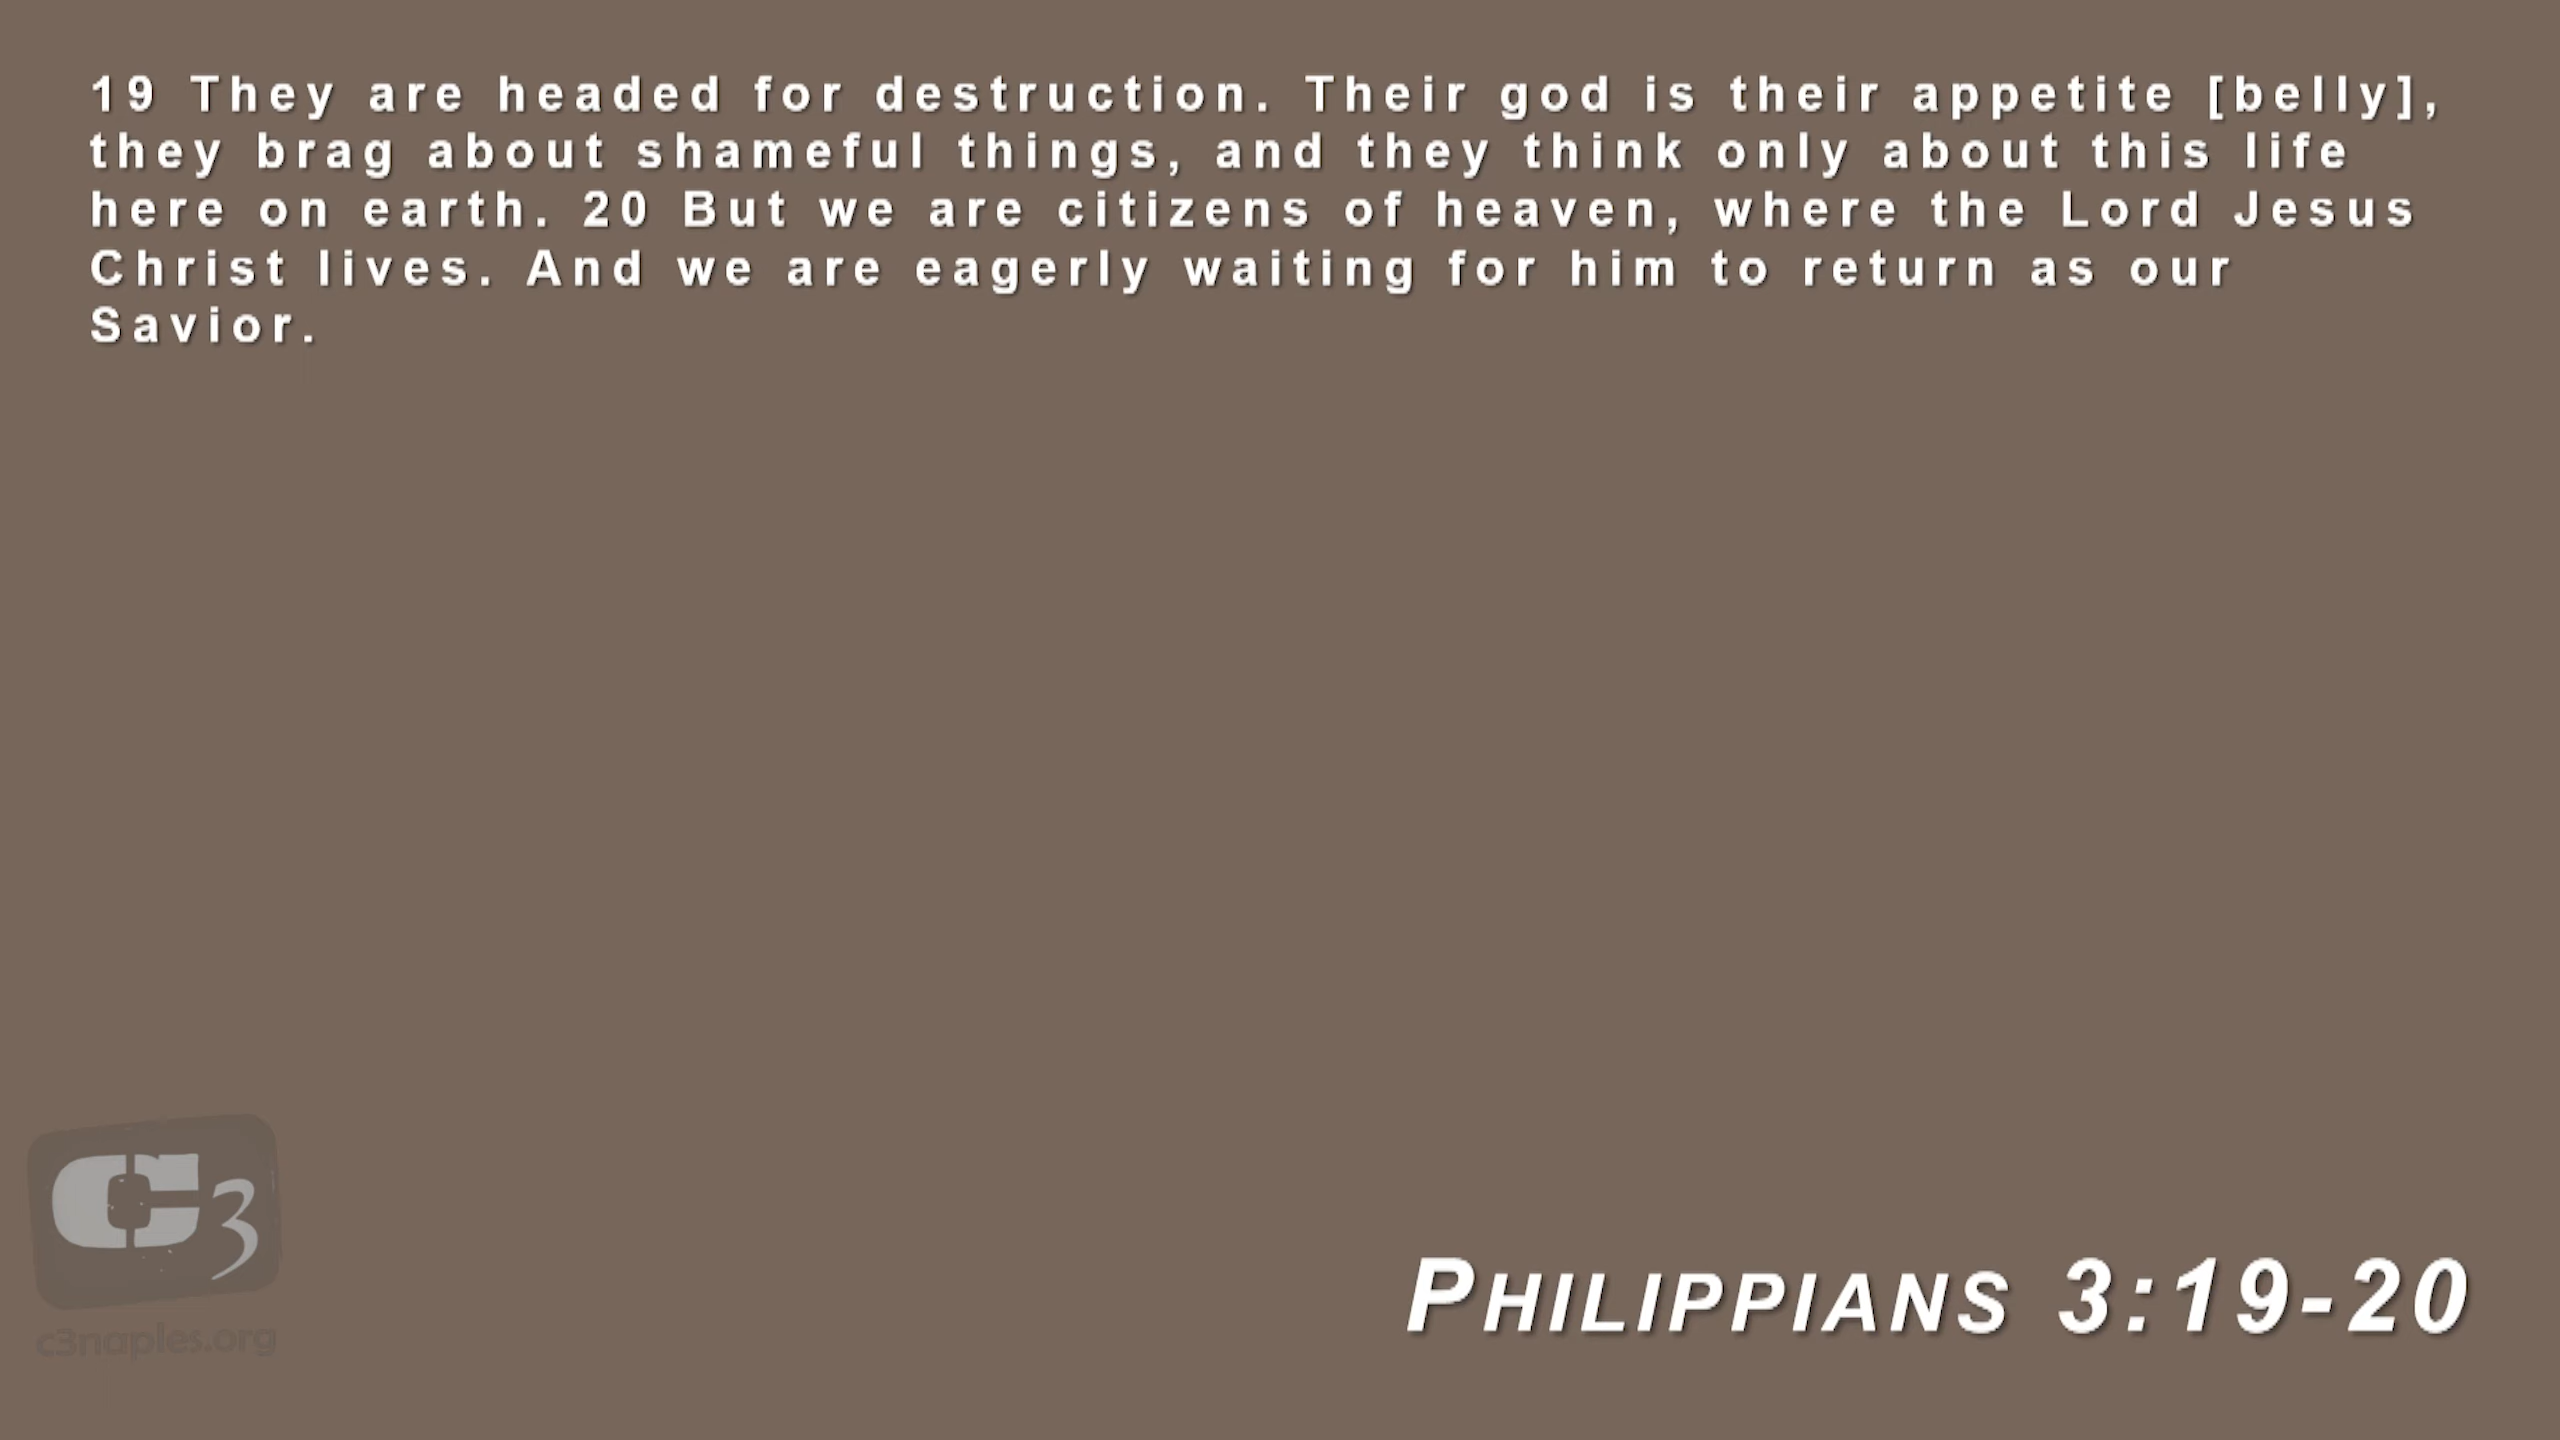 19 They are headed for destruction. Their god is their appetite [belly],
they brag about shameful things, and they think only about this life
here on earth. 20 But we are citizens of heaven, where the Lord Jesus
Christ lives. And we are eagerly waiting for him to return as our
Savior.
C3
c3naples.org
PHILIPPIANS 3:19-20